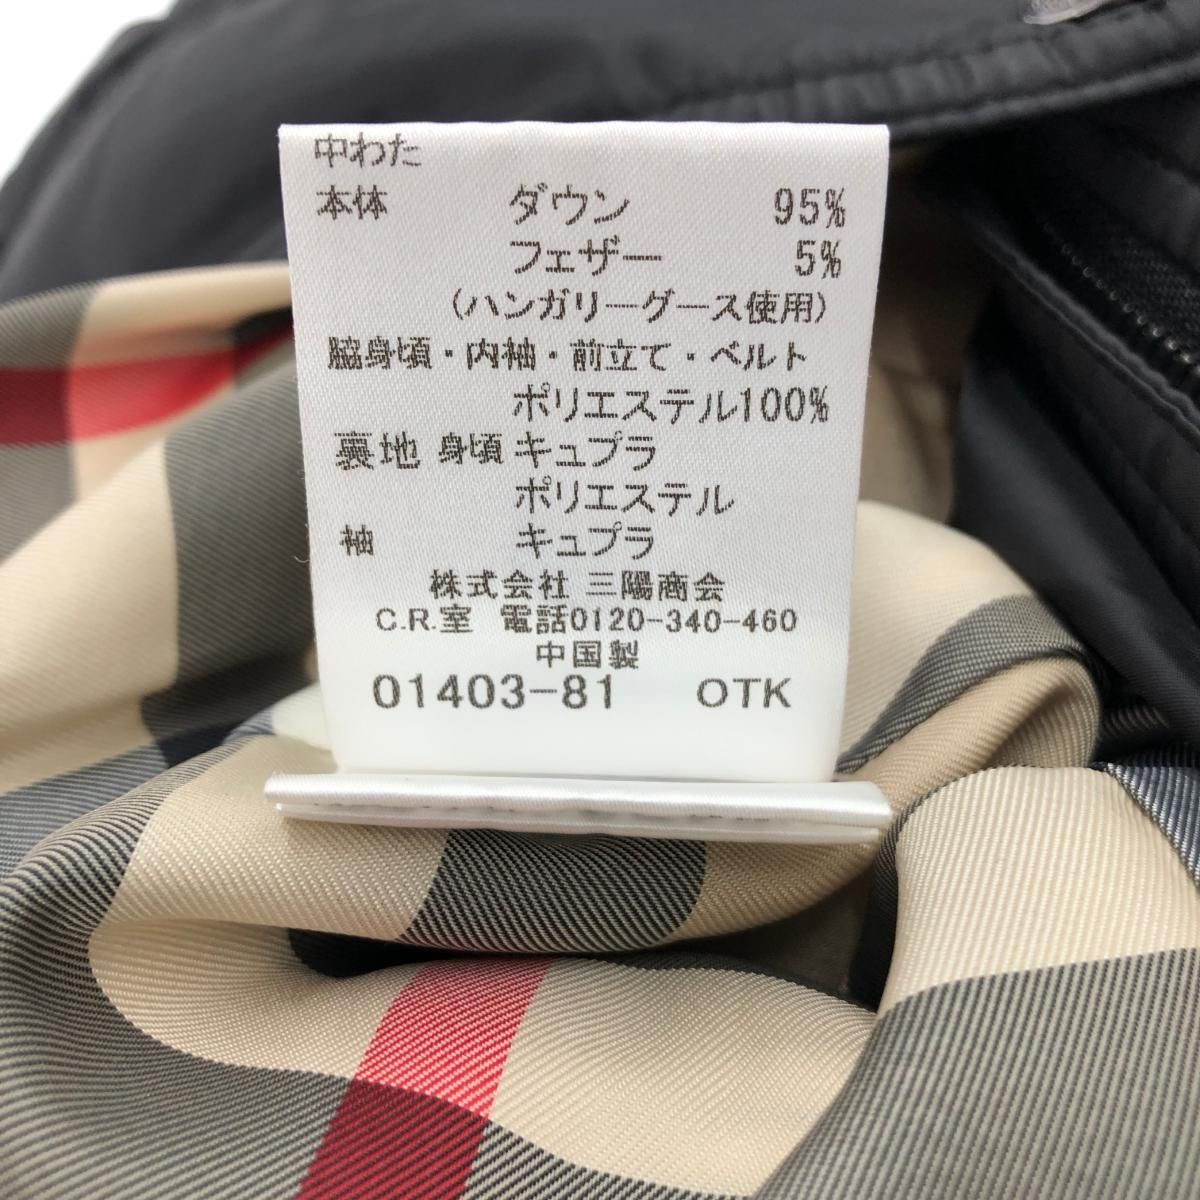 中わた
本体 ダウン 95%
フェザー 5%
(ハンガリーグース使用)
脇身頃・内袖・前立て・ベルト
ポリエステル100%
裏地 身頃 キュプラ
ポリエステル
袖 キュプラ
株式会社 三陽商会
C.R.室 電話0120-340-460
中国製
01403-81 OTK